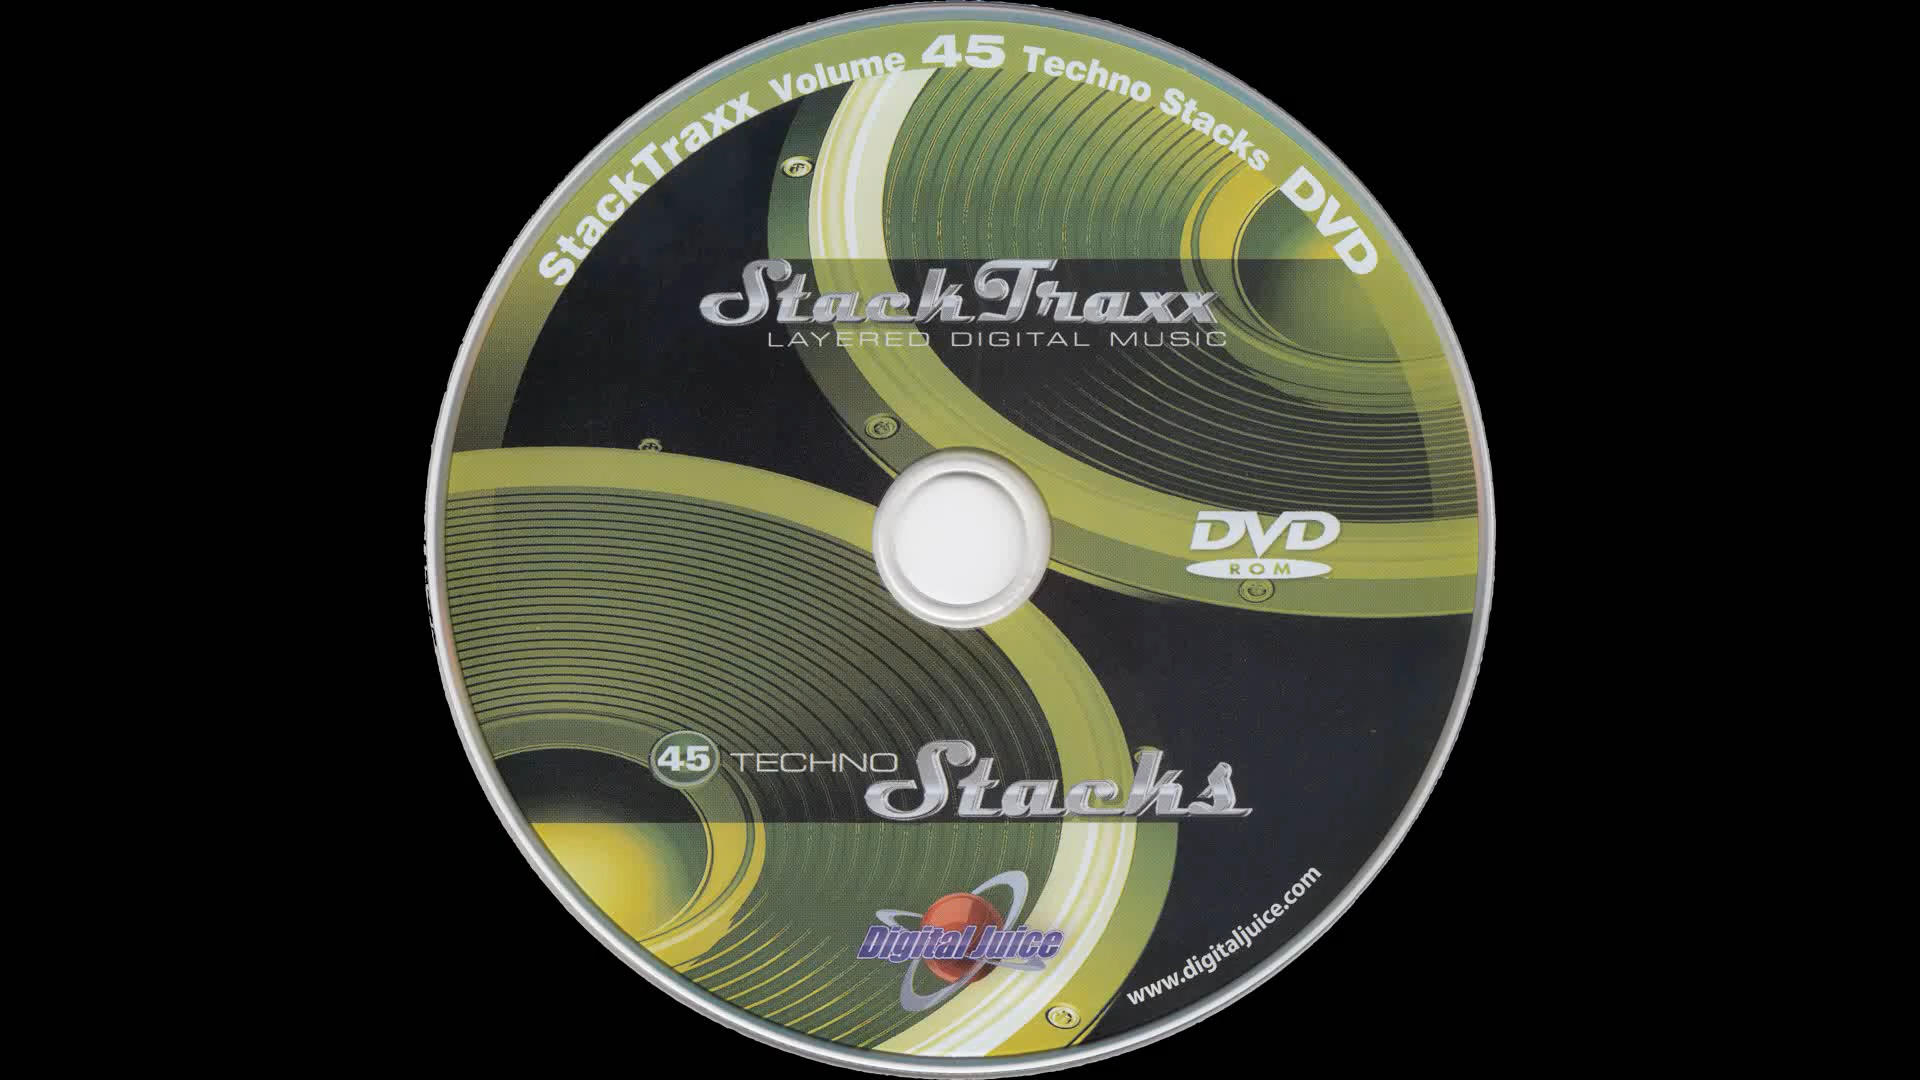 StackTraxx Volume 45 Techno Stacks DVD
StackTraxx
LAYERED DIGITAL MUSIC
DVD
ROM
45 TECHNO Stacks
Digital Juice
www.digitaljuice.com